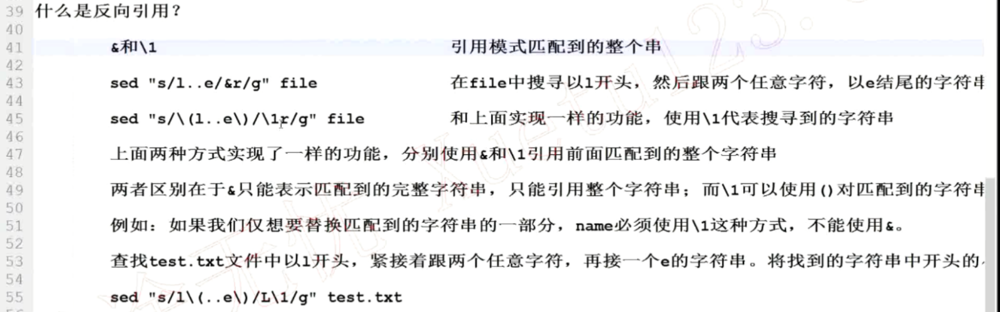 39 什么是反向引用？
40
41 &和\1 引用模式匹配到的整个串
42
43 sed "s/l..e/&r/g" file 在file中搜寻以l开头，然后跟两个任意字符，以e结尾的字符串
44
45 sed "s/\(l..e\)/\1r/g" file 和上面实现一样的功能，使用\1代表搜寻到的字符串
46
47 上面两种方式实现了一样的功能，分别使用&和\1引用前面匹配到的整个字符串
48
49 两者区别在于&只能表示匹配到的完整字符串，只能引用整个字符串；而\1可以使用()对匹配到的字符串
50
51 例如：如果我们仅想要替换匹配到的字符串的一部分，name必须使用\1这种方式，不能使用&。
52
53 查找test.txt文件中以l开头，紧接着跟两个任意字符，再接一个e的字符串。将找到的字符串中开头的
54
55 sed "s/l\(..e\)/L\1/g" test.txt